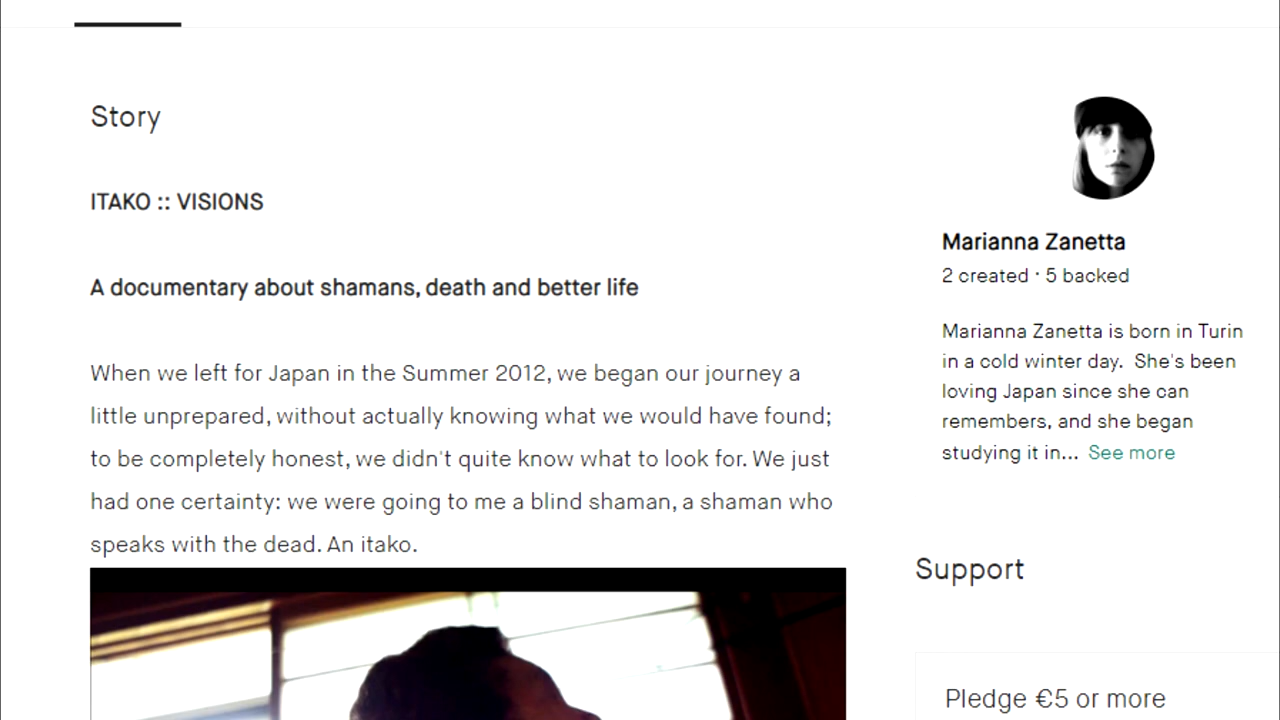 Story
ITAKO :: VISIONS
A documentary about shamans, death and better life
When we left for Japan in the Summer 2012, we began our journey a
little unprepared, without actually knowing what we would have found;
to be completely honest, we didn't quite know what to look for. We just
had one certainty: we were going to me a blind shaman, a shaman who
speaks with the dead. An itako.
Marianna Zanetta
2 created · 5 backed
Marianna Zanetta is born in Turin
in a cold winter day.  She's been
loving Japan since she can
remembers, and she began
studying it in... See more
Support
Pledge €5 or more